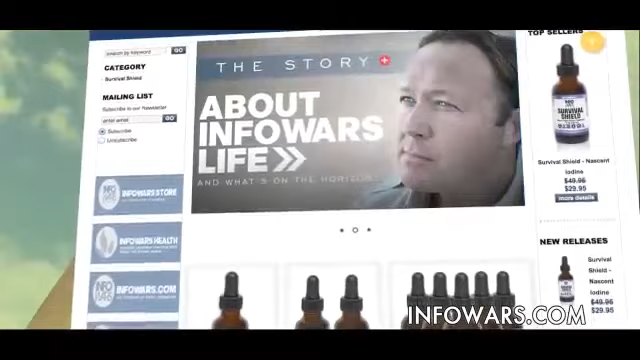 search by keyword
GO
CATEGORY
Survival Shield
MAILING LIST
Subscribe to our Newsletter
enter email
GO
Subscribe
Unsubscribe
INFOWARS STORE
INFOWARS HEALTH
INFOWARS.COM
THE STORY
ABOUT
INFOWARS
LIFE
AND WHAT'S ON THE HORIZON
TOP SELLERS
SURVIVAL
SHIELD
Survival Shield - Nascent
Iodine
$49.95
$29.95
more details
NEW RELEASES
Survival
Shield -
Nascent
Iodine
$49.95
$29.95
INFOWARS.COM